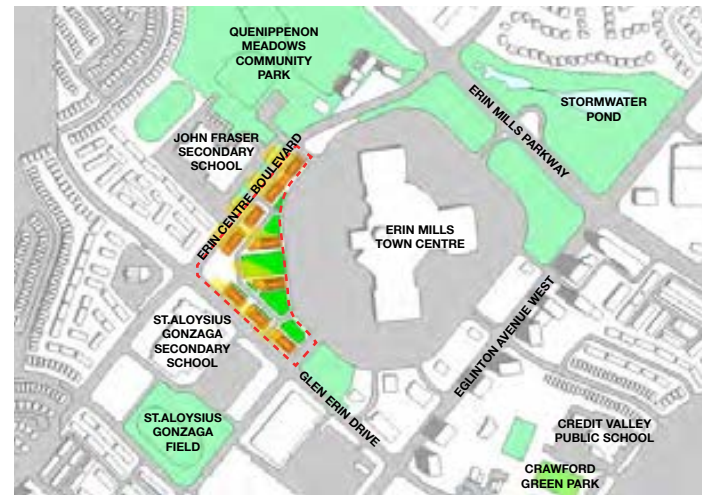 QUENIPPENON
MEADOWS
COMMUNITY
PARK
ERIN MILLS PARKWAY
STORMWATER
POND
JOHN FRASER
SECONDARY
SCHOOL
ERIN CENTRE BOULEVARD
ERIN MILLS
TOWN CENTRE
EGLINTON AVENUE WEST
ST.ALOYSIUS
GONZAGA
SECONDARY
SCHOOL
GLEN ERIN DRIVE
ST.ALOYSIUS
GONZAGA
FIELD
CREDIT VALLEY
PUBLIC SCHOOL
CRAWFORD
GREEN PARK